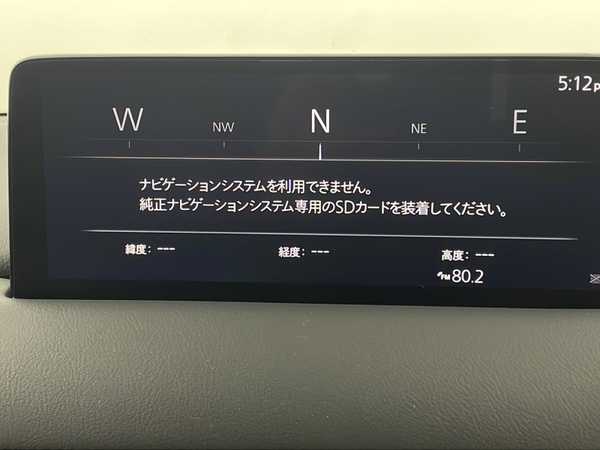 5:12p
W NW N NE E
ナビゲーションシステムを利用できません。
純正ナビゲーションシステム専用のSDカードを装着してください。
緯度: --- 経度: --- 高度: ---
FM 80.2